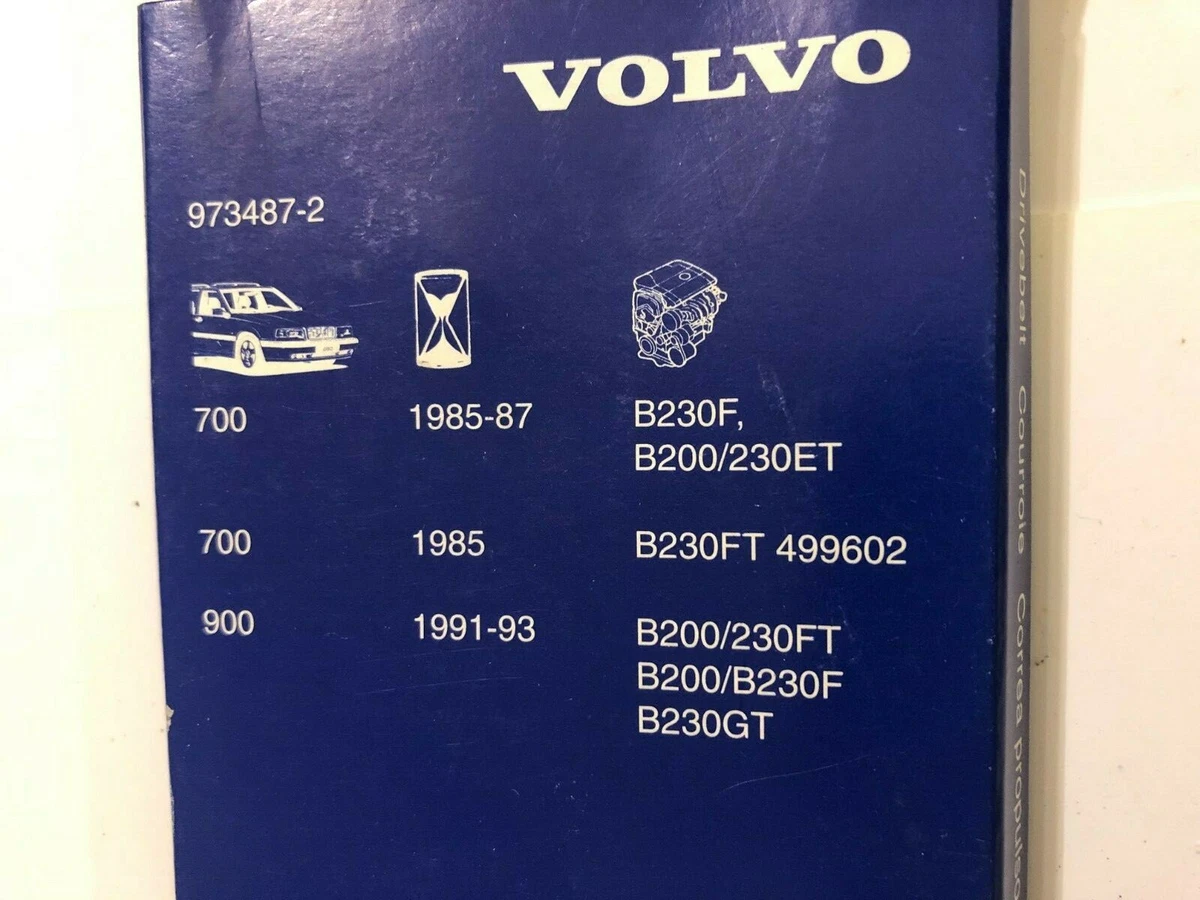 VOLVO
973487-2
700 1985-87 B230F,
B200/230ET
700 1985 B230FT 499602
900 1991-93 B200/230FT
B200/B230F
B230GT
Drivebelt Courroie Correa